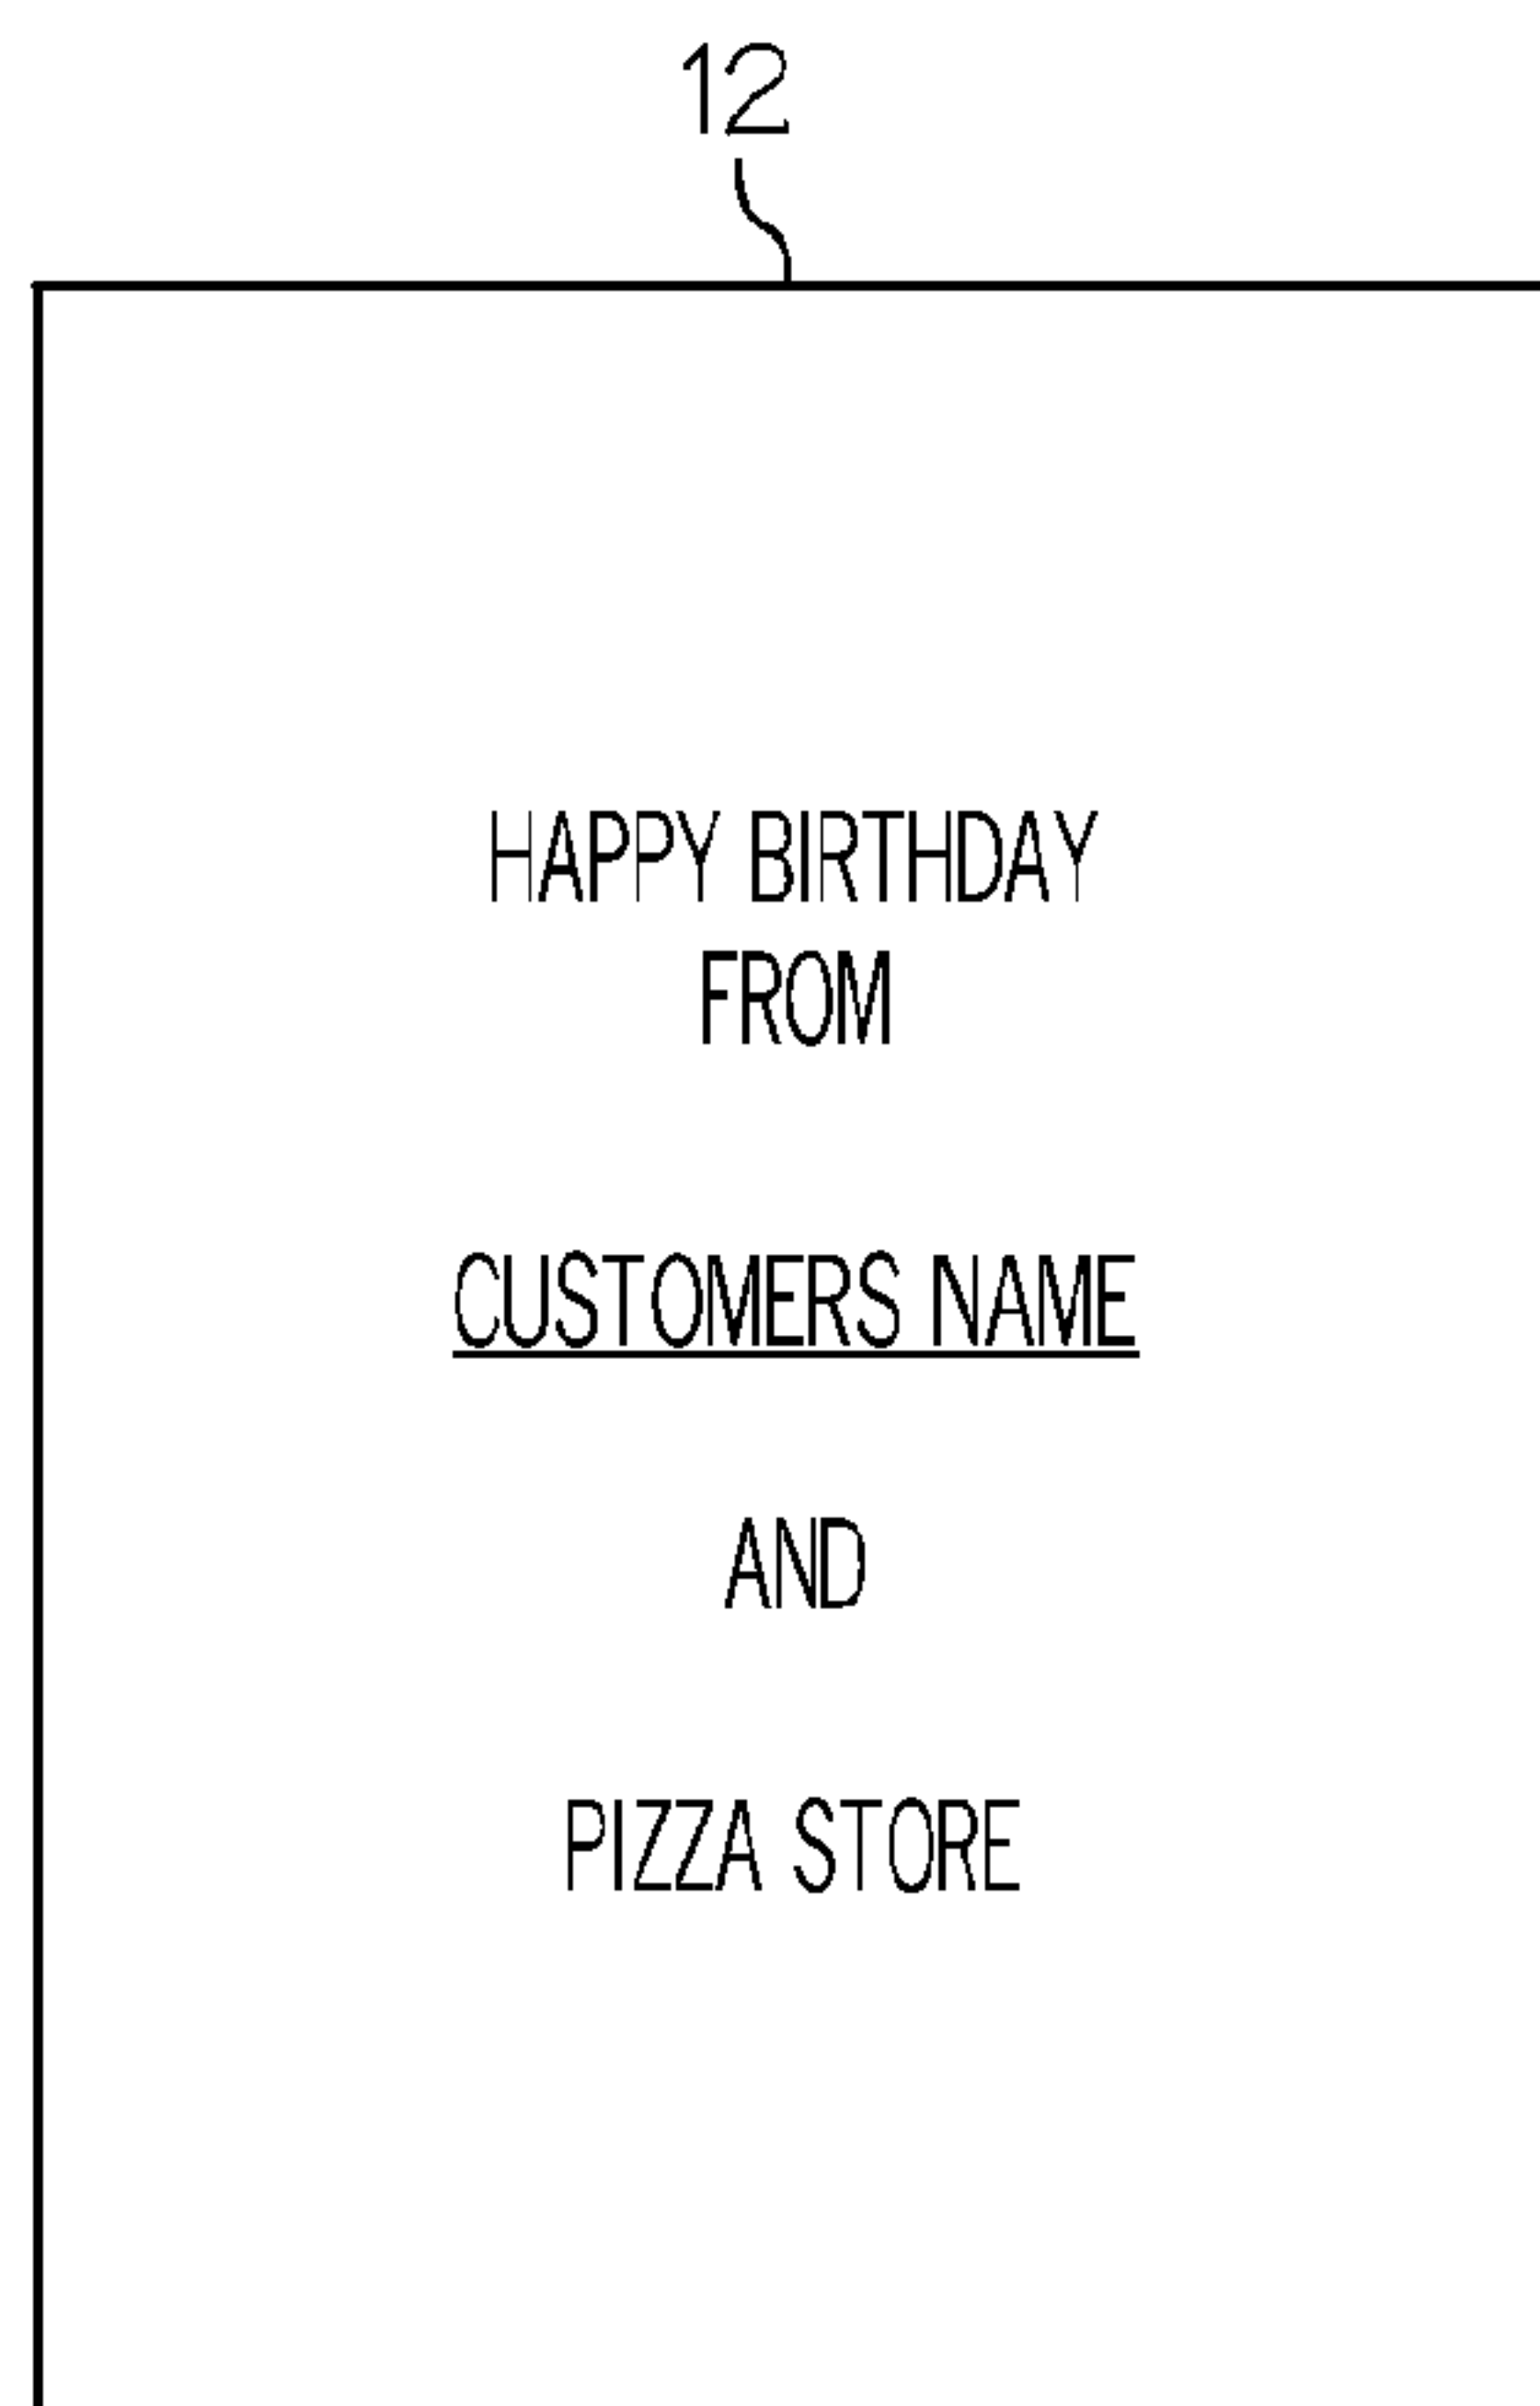 12
HAPPY BIRTHDAY
FROM
CUSTOMERS NAME
AND
PIZZA STORE